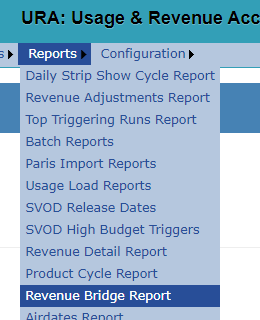 URA: Usage & Revenue Acc
s Reports Configuration
Daily Strip Show Cycle Report
Revenue Adjustments Report
Top Triggering Runs Report
Batch Reports
Paris Import Reports
Usage Load Reports
SVOD Release Dates
SVOD High Budget Triggers
Revenue Detail Report
Product Cycle Report
Revenue Bridge Report
Airdates Report